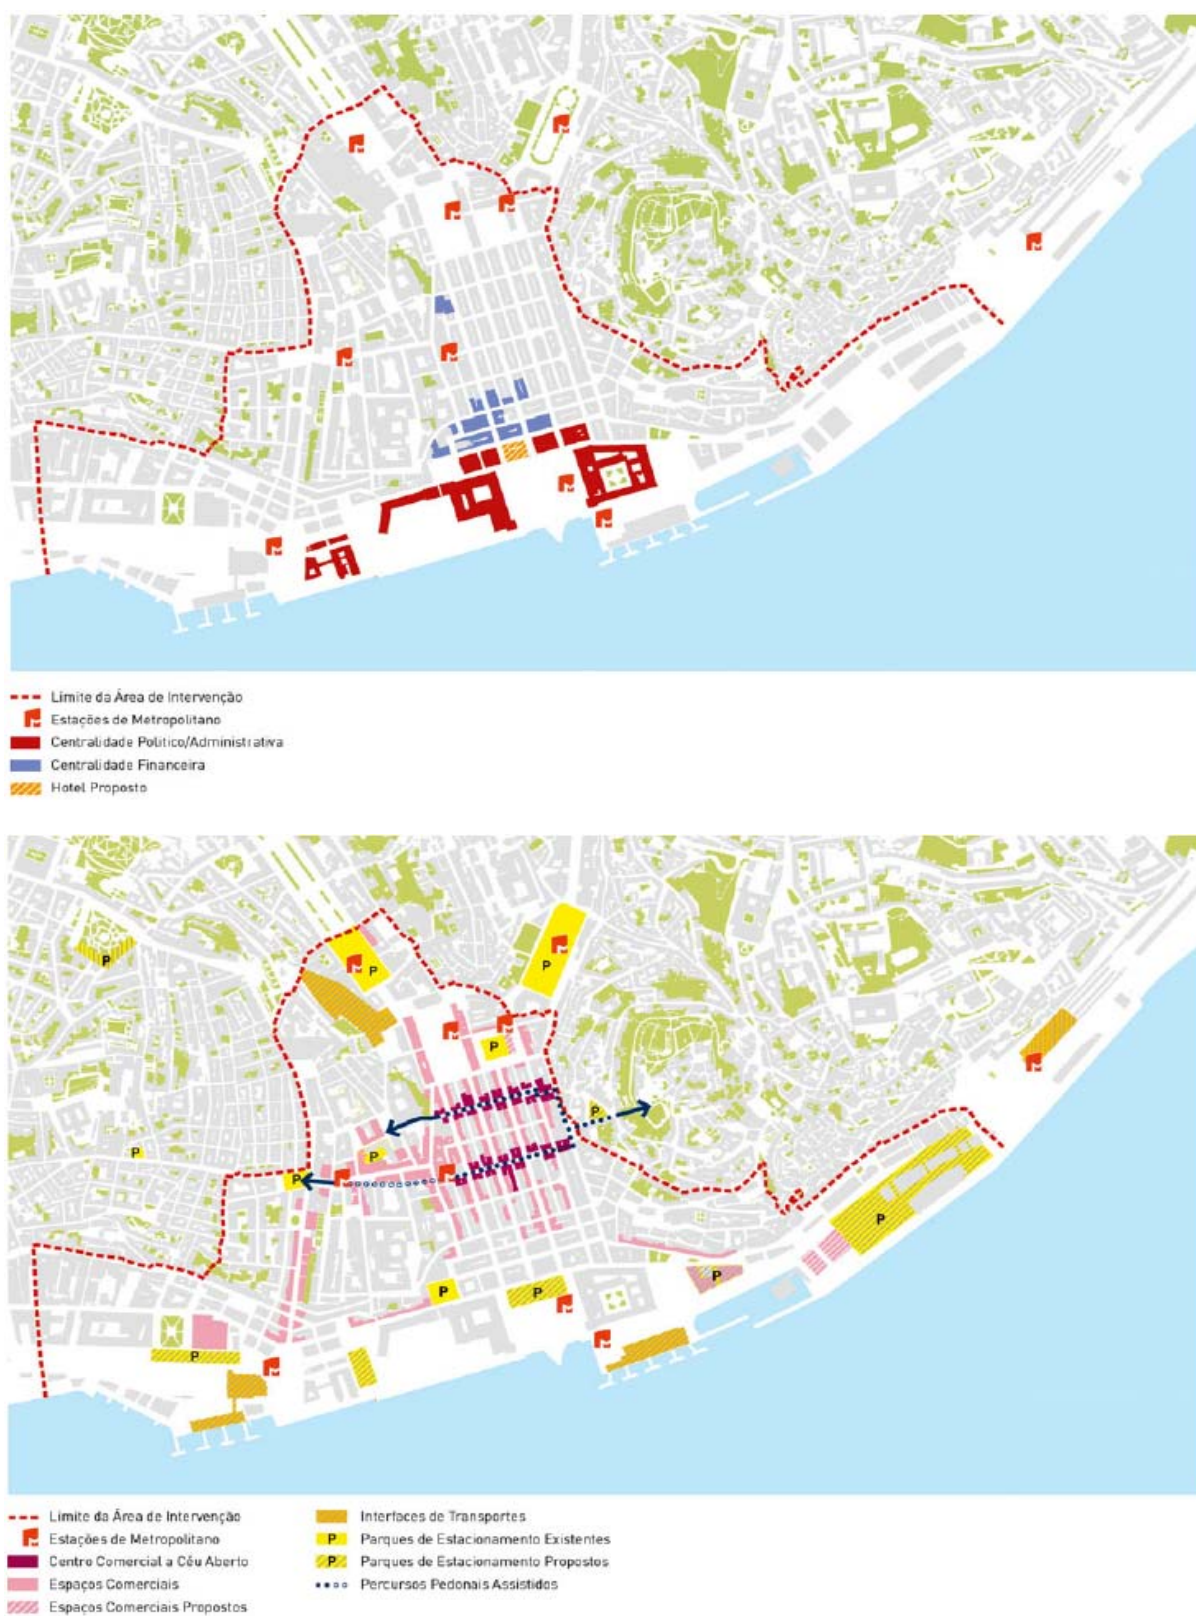 Limite da Área de Intervenção
Estações de Metropolitano
Centralidade Politico/Administrativa
Centralidade Financeira
Hotel Proposto
P
P
P
P
P
P
P
P
P
P
P
P
P
Limite da Área de Intervenção
Estações de Metropolitano
Centro Comercial a Céu Aberto
Espaços Comerciais
Espaços Comerciais Propostos
Interfaces de Transportes
P Parques de Estacionamento Existentes
P Parques de Estacionamento Propostos
Percursos Pedonais Assistidos